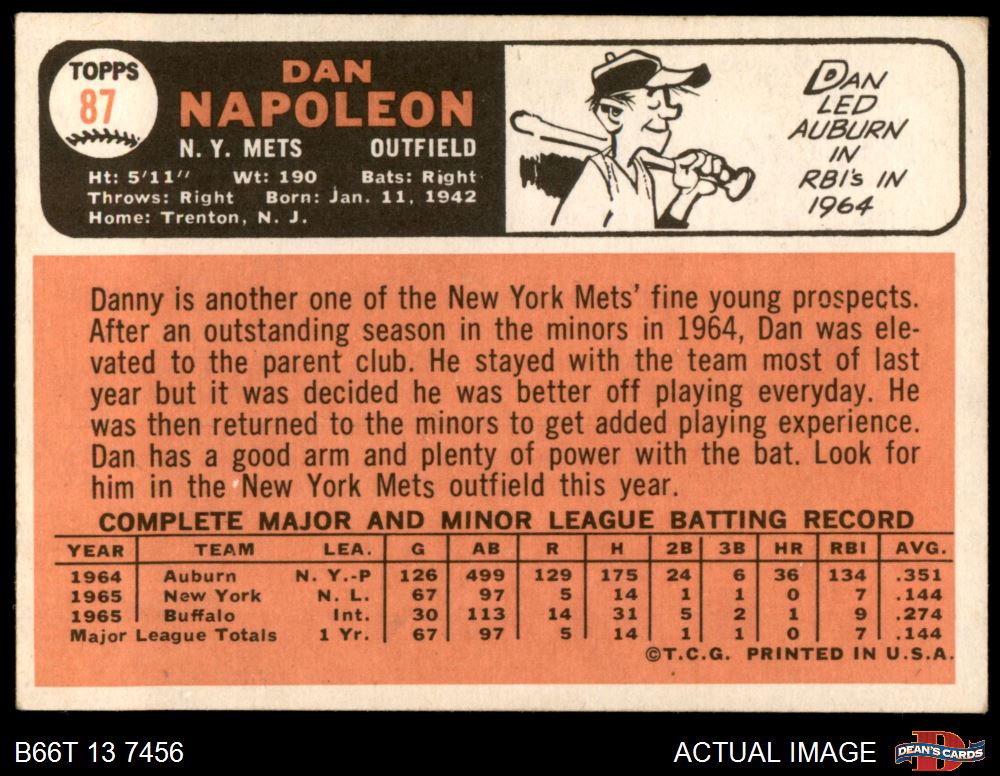 TOPPS
87
DAN
NAPOLEON
N. Y. METS OUTFIELD
Ht: 5'11" Wt: 190 Bats: Right
Throws: Right Born: Jan. 11, 1942
Home: Trenton, N. J.
DAN
LED
AUBURN
IN
RBI's IN
1964
Danny is another one of the New York Mets' fine young prospects.
After an outstanding season in the minors in 1964, Dan was ele-
vated to the parent club. He stayed with the team most of last
year but it was decided he was better off playing everyday. He
was then returned to the minors to get added playing experience.
Dan has a good arm and plenty of power with the bat. Look for
him in the New York Mets outfield this year.
COMPLETE MAJOR AND MINOR LEAGUE BATTING RECORD
YEAR TEAM LEA. G AB R H 2B 3B HR RBI AVG.
1964 Auburn N. Y.-P 126 499 129 175 24 6 36 134 .351
1965 New York N. L. 67 97 5 14 1 1 0 7 .144
1965 Buffalo Int. 30 113 14 31 5 2 1 9 .274
Major League Totals 1 Yr. 67 97 5 14 1 1 0 7 .144
©T.C.G. PRINTED IN U.S.A.
B66T 13 7456
ACTUAL IMAGE
DEAN'S CARDS